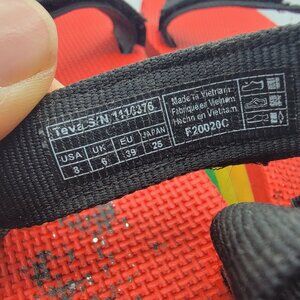 Teva S/N 1116376
USA UK EU JAPAN
8 6 39 25
Made in Vietnam
Fabriqué en Vietnam
Hecho en Vietnam
F20020C